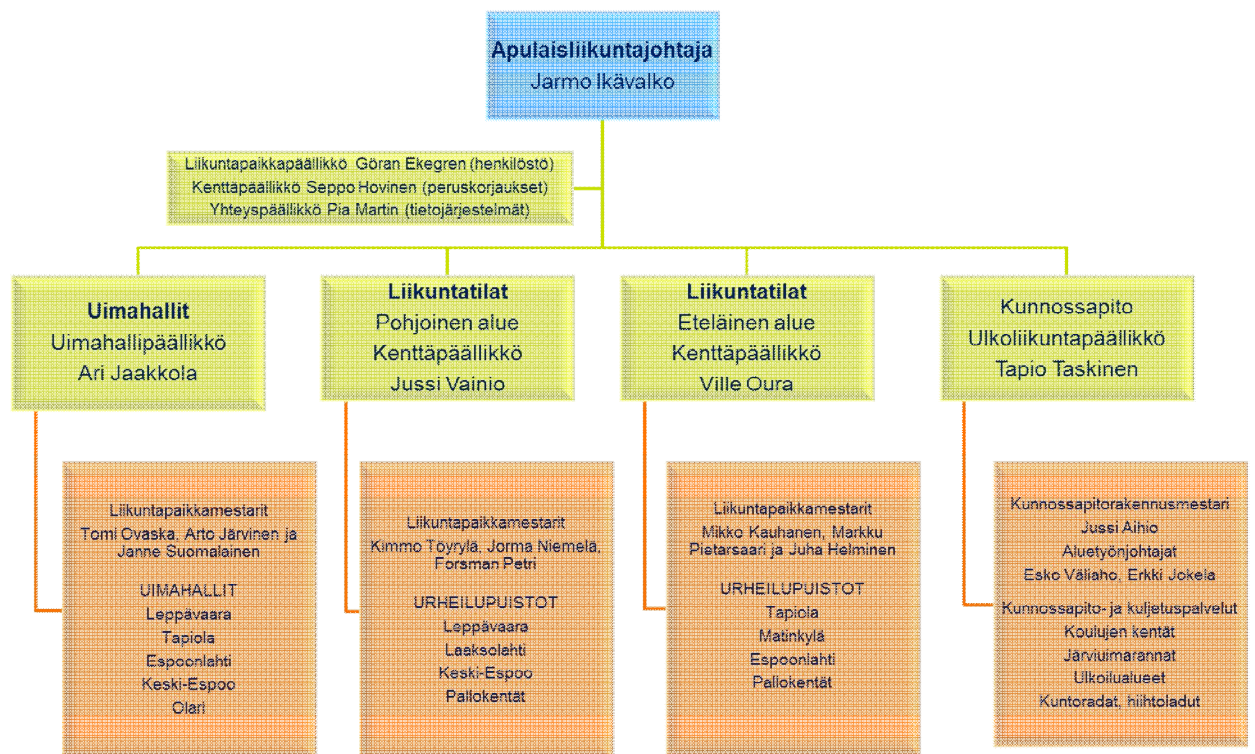 Apulaisliikuntajohtaja
Jarmo Ikävalko
Liikuntapaikkapäällikkö Göran Ekegren (henkilöstö)
Kenttäpäällikkö Seppo Hovinen (peruskorjaukset)
Yhteyspäällikkö Pia Martin (tietojärjestelmät)
Uimahallit
Uimahallipäällikkö
Ari Jaakkola
Liikuntatilat
Pohjoinen alue
Kenttäpäällikkö
Jussi Vainio
Liikuntatilat
Eteläinen alue
Kenttäpäällikkö
Ville Oura
Kunnossapito
Ulkoliikuntapäällikkö
Tapio Taskinen
Liikuntapaikkamestarit
Tomi Ovaska, Arto Järvinen ja
Janne Suomalainen
UIMAHALLIT
Leppävaara
Tapiola
Espoonlahti
Keski-Espoo
Olari
Liikuntapaikkamestarit
Kimmo Töyrylä, Jorma Niemelä,
Forsman Petri
URHEILUPUISTOT
Leppävaara
Laaksolahti
Keski-Espoo
Pallokentät
Liikuntapaikkamestarit
Mikko Kauhanen, Markku
Pietarsaari ja Juha Helminen
URHEILUPUISTOT
Tapiola
Matinkylä
Espoonlahti
Pallokentät
Kunnossapitorakennusmestari
Jussi Aihio
Aluetyönjohtajat
Esko Väliaho, Erkki Jokela
Kunnossapito- ja kuljetuspalvelut
Koulujen kentät
Järviuimarannat
Ulkoilualueet
Kuntoradat, hiihtoladut